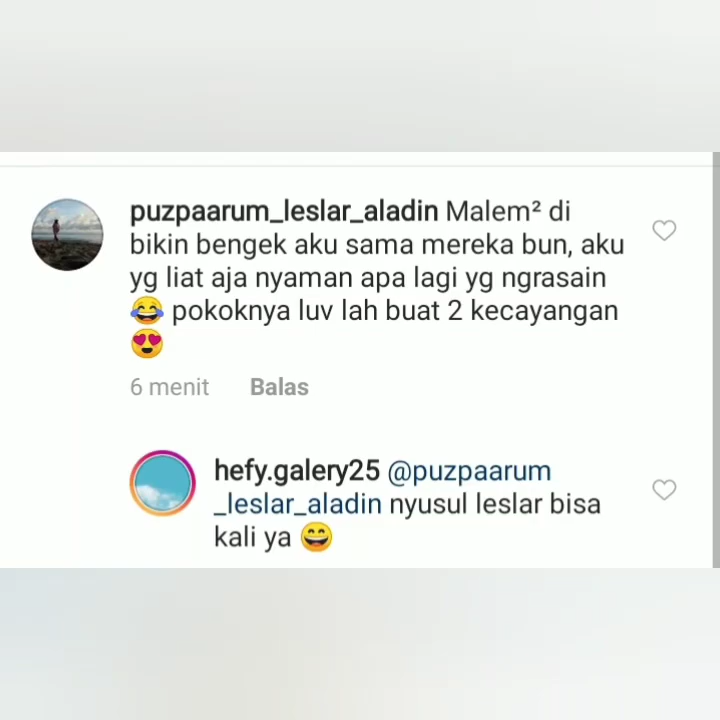 puzpaarum_leslar_aladin Malem² di
bikin bengek aku sama mereka bun, aku
yg liat aja nyaman apa lagi yg ngrasain
😂 pokoknya luv lah buat 2 kecayangan
😍
6 menit Balas
hefy.galery25 @puzpaarum
_leslar_aladin nyusul leslar bisa
kali ya 😄